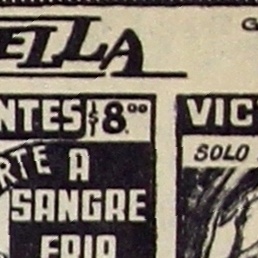 ELLA
NTES $8.00
VIC
RTE A
SOLO
SANGRE
FRIA